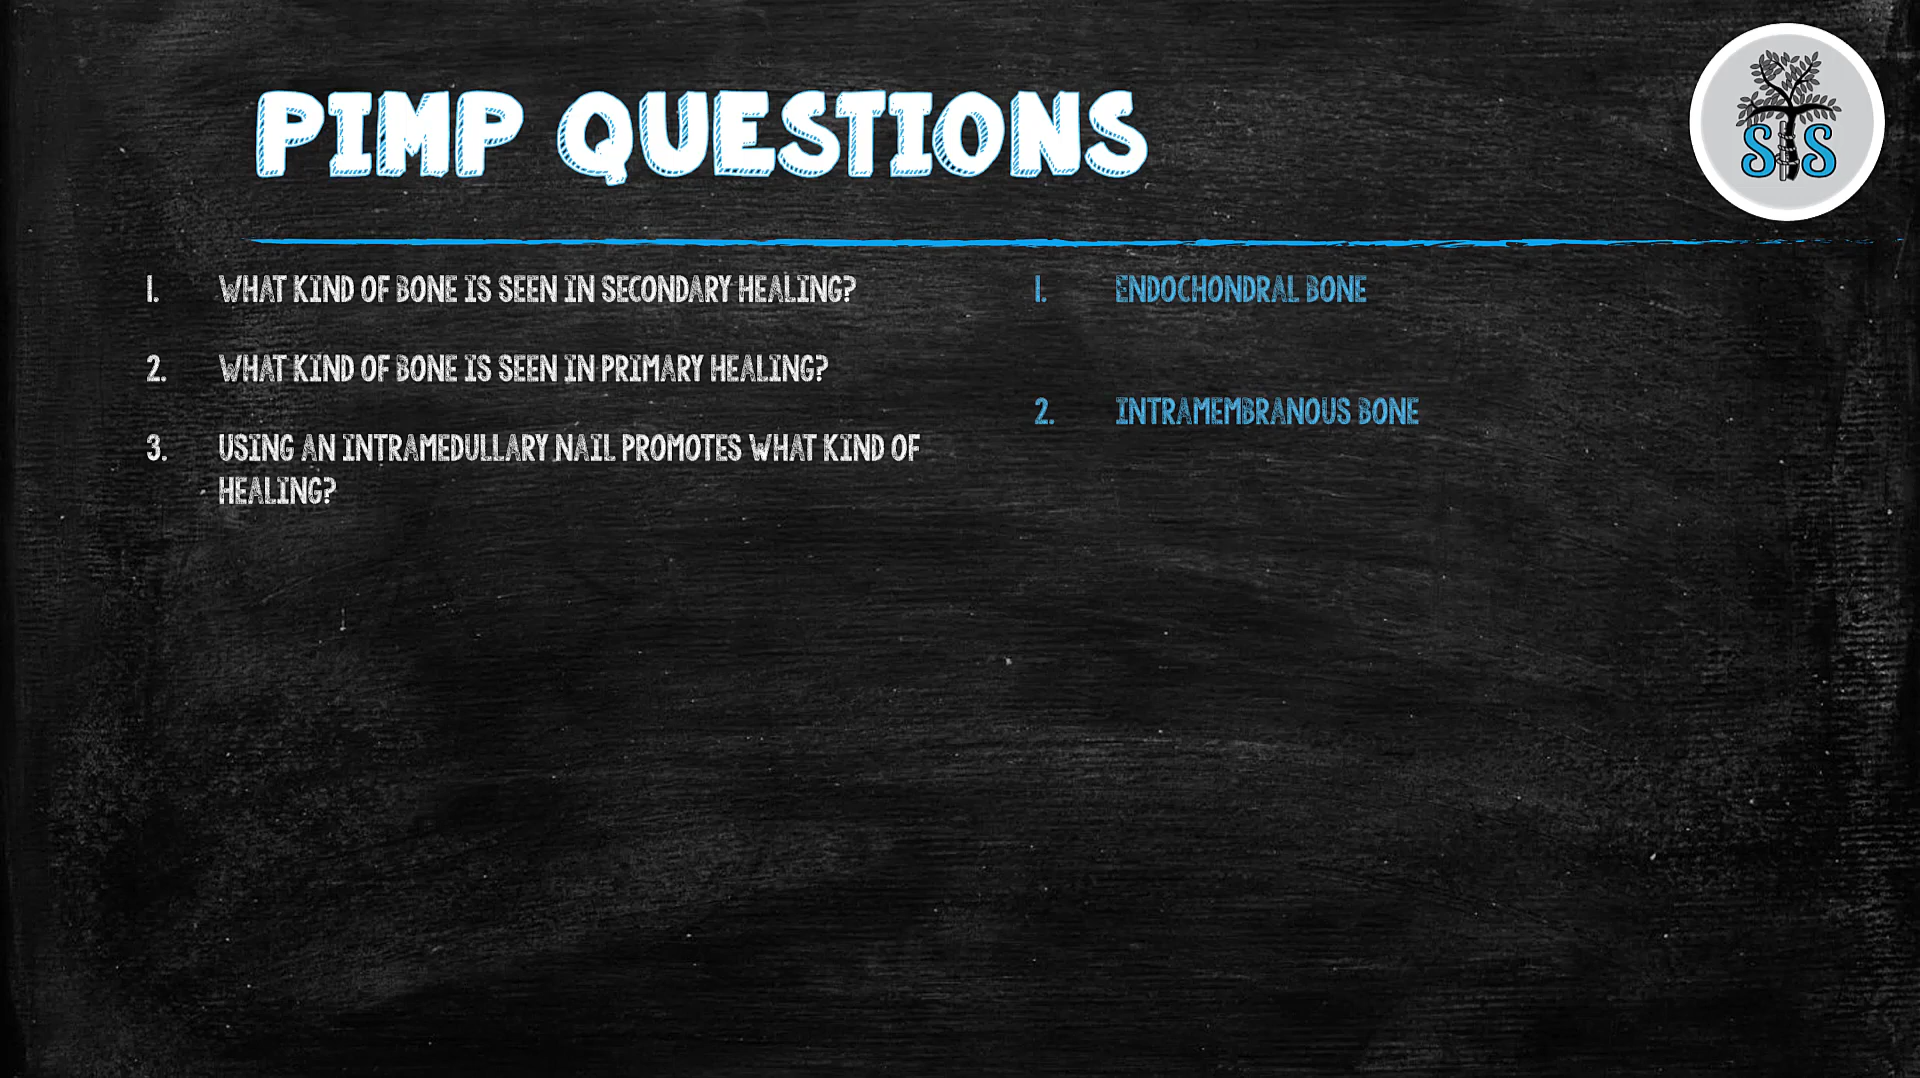 PIMP QUESTIONS
SIS
1. WHAT KIND OF BONE IS SEEN IN SECONDARY HEALING?
2. WHAT KIND OF BONE IS SEEN IN PRIMARY HEALING?
3. USING AN INTRAMEDULLARY NAIL PROMOTES WHAT KIND OF
HEALING?
1. ENDOCHONDRAL BONE
2. INTRAMEMBRANOUS BONE